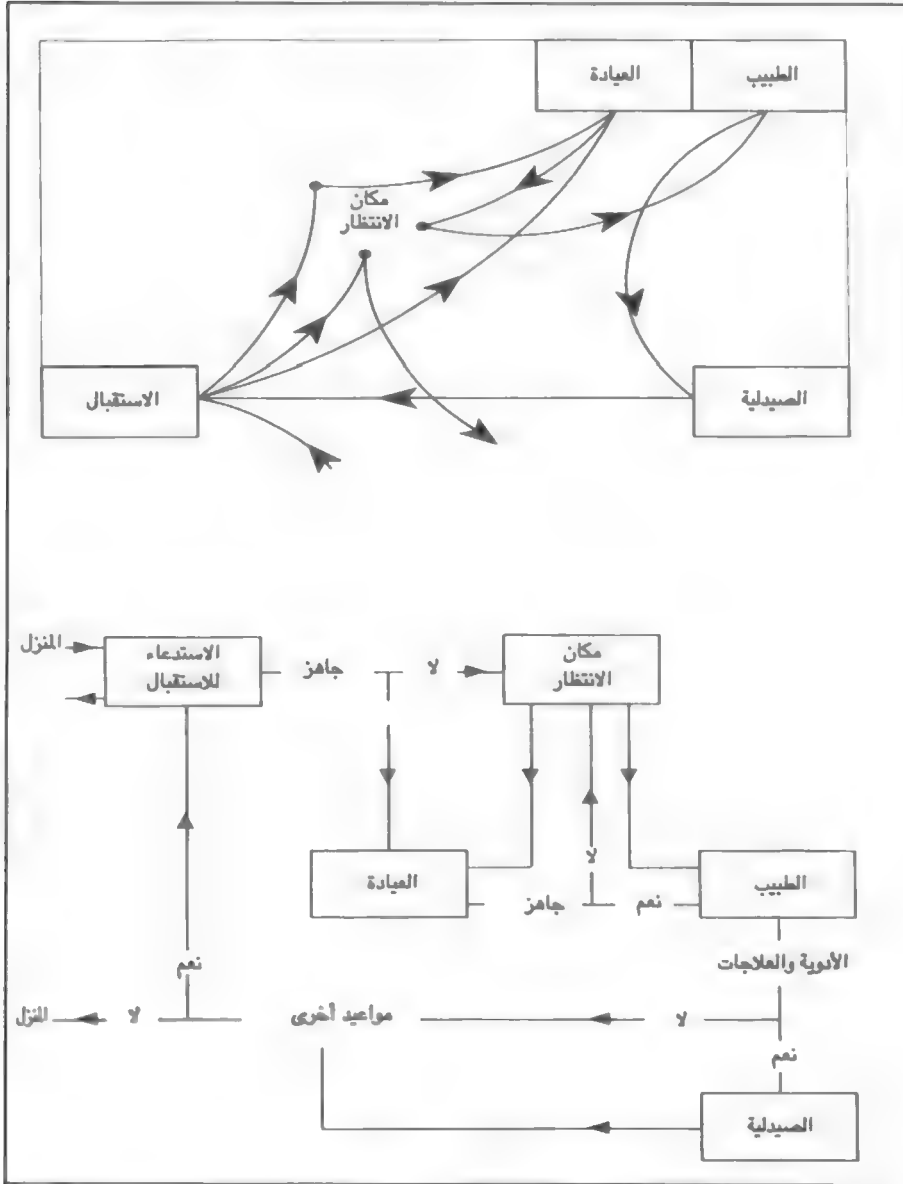 الطبيب
العيادة
مكان
الانتظار
الاستقبال
الصيدلية
المنزل
الاستدعاء
للاستقبال
جاهز
لا
مكان
الانتظار
العيادة
جاهز
لا
نعم
الطبيب
نعم
الأدوية والعلاجات
المنزل
لا
مواعيد أخرى
لا
نعم
الصيدلية